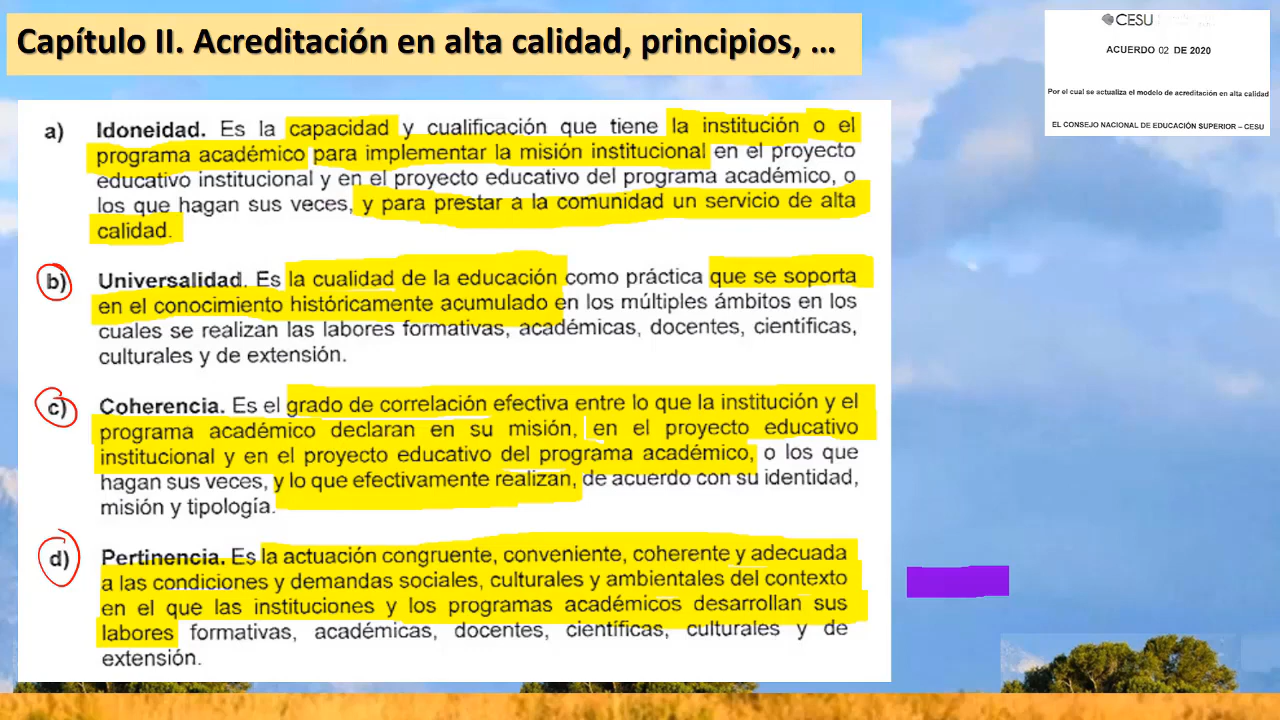 Capítulo II. Acreditación en alta calidad, principios, ...
CESU
ACUERDO 02 DE 2020
Por el cual se actualiza el modelo de acreditación en alta calidad
EL CONSEJO NACIONAL DE EDUCACIÓN SUPERIOR – CESU
a) Idoneidad. Es la capacidad y cualificación que tiene la institución o el
programa académico para implementar la misión institucional en el proyecto
educativo institucional y en el proyecto educativo del programa académico, o
los que hagan sus veces, y para prestar a la comunidad un servicio de alta
calidad.
b) Universalidad. Es la cualidad de la educación como práctica que se soporta
en el conocimiento históricamente acumulado en los múltiples ámbitos en los
cuales se realizan las labores formativas, académicas, docentes, científicas,
culturales y de extensión.
c) Coherencia. Es el grado de correlación efectiva entre lo que la institución y el
programa académico declaran en su misión, en el proyecto educativo
institucional y en el proyecto educativo del programa académico, o los que
hagan sus veces, y lo que efectivamente realizan, de acuerdo con su identidad,
misión y tipología.
d) Pertinencia. Es la actuación congruente, conveniente, coherente y adecuada
a las condiciones y demandas sociales, culturales y ambientales del contexto
en el que las instituciones y los programas académicos desarrollan sus
labores formativas, académicas, docentes, científicas, culturales y de
extensión.